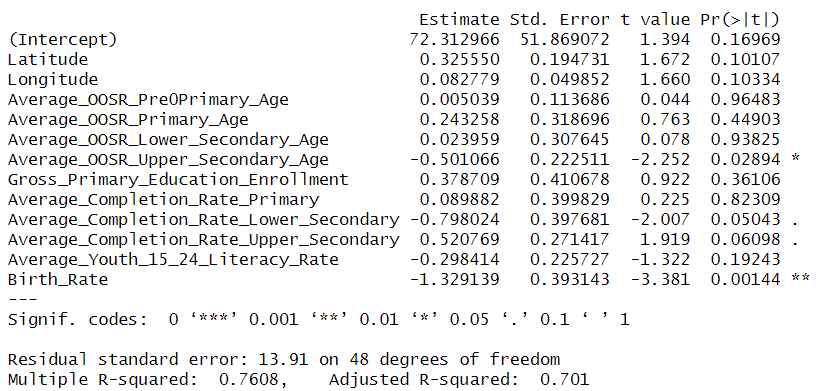 Estimate Std. Error t value Pr(>|t|)
(Intercept) 72.312966 51.869072 1.394 0.16969
Latitude 0.325550 0.194731 1.672 0.10107
Longitude 0.082779 0.049852 1.660 0.10334
Average_OOSR_Pre0Primary_Age 0.005039 0.113686 0.044 0.96483
Average_OOSR_Primary_Age 0.243258 0.318696 0.763 0.44903
Average_OOSR_Lower_Secondary_Age 0.023959 0.307645 0.078 0.93825
Average_OOSR_Upper_Secondary_Age -0.501066 0.222511 -2.252 0.02894 *
Gross_Primary_Education_Enrollment 0.378709 0.410678 0.922 0.36106
Average_Completion_Rate_Primary 0.089882 0.399829 0.225 0.82309
Average_Completion_Rate_Lower_Secondary -0.798024 0.397681 -2.007 0.05043 .
Average_Completion_Rate_Upper_Secondary 0.520769 0.271417 1.919 0.06098 .
Average_Youth_15_24_Literacy_Rate -0.298414 0.225727 -1.322 0.19243
Birth_Rate -1.329139 0.393143 -3.381 0.00144 **
---
Signif. codes: 0 ‘***’ 0.001 ‘**’ 0.01 ‘*’ 0.05 ‘.’ 0.1 ‘ ’ 1
Residual standard error: 13.91 on 48 degrees of freedom
Multiple R-squared: 0.7608, Adjusted R-squared: 0.701